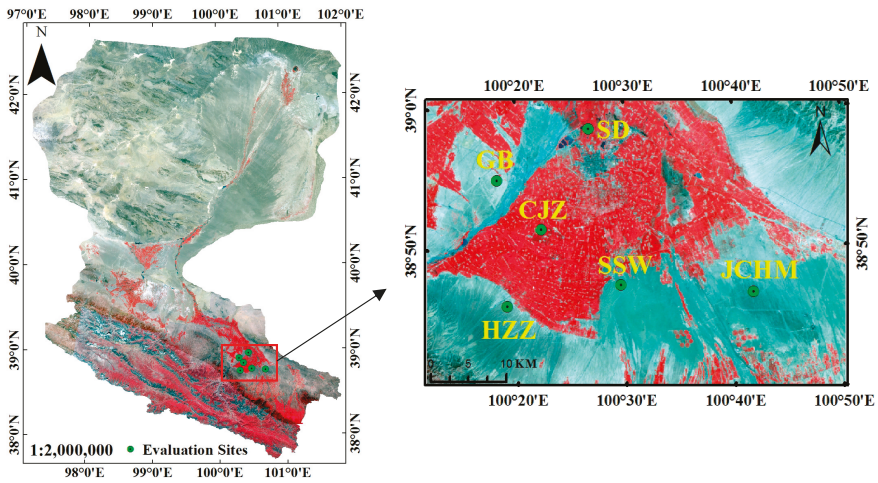 97°0'E 98°0'E 99°0'E 100°0'E 101°0'E 102°0'E
N
42°0'N
41°0'N
40°0'N
39°0'N
38°0'N
42°0'N
41°0'N
40°0'N
39°0'N
38°0'N
1:2,000,000 Evaluation Sites
98°0'E 99°0'E 100°0'E 101°0'E
100°20'E 100°30'E 100°40'E 100°50'E
39°0'N
38°50'N
39°0'N
38°50'N
N
SD
GB
CJZ
SSW
JCHM
HZZ
0 5 10 KM
100°20'E 100°30'E 100°40'E 100°50'E